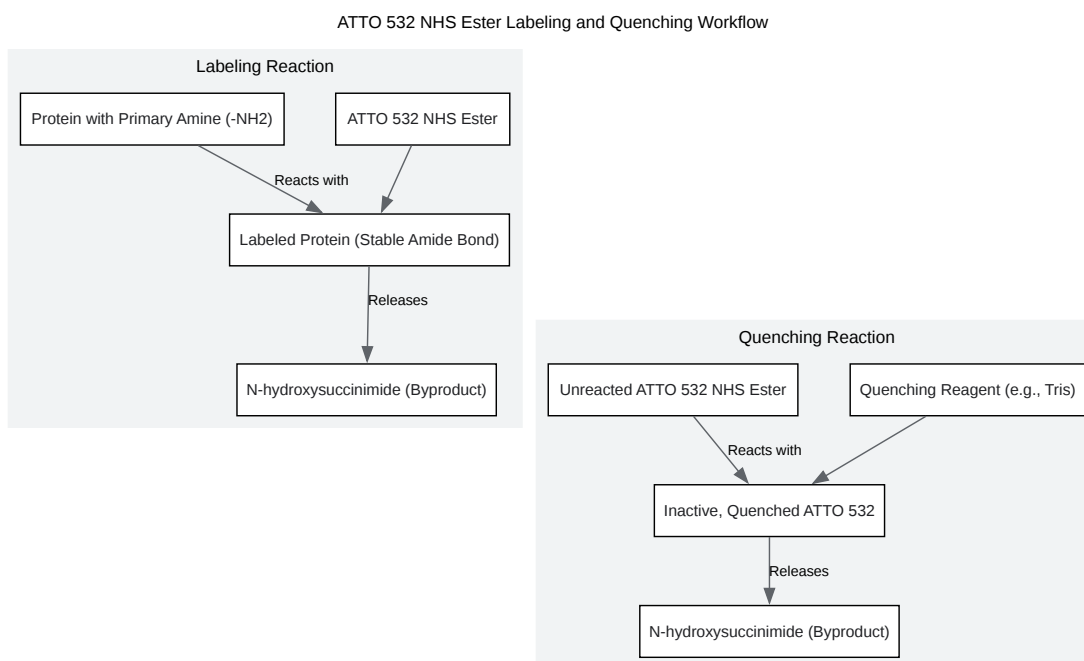 ATTO 532 NHS Ester Labeling and Quenching Workflow
Labeling Reaction
Protein with Primary Amine (-NH2)
ATTO 532 NHS Ester
Reacts with
Labeled Protein (Stable Amide Bond)
Releases
N-hydroxysuccinimide (Byproduct)
Quenching Reaction
Unreacted ATTO 532 NHS Ester
Quenching Reagent (e.g., Tris)
Reacts with
Inactive, Quenched ATTO 532
Releases
N-hydroxysuccinimide (Byproduct)